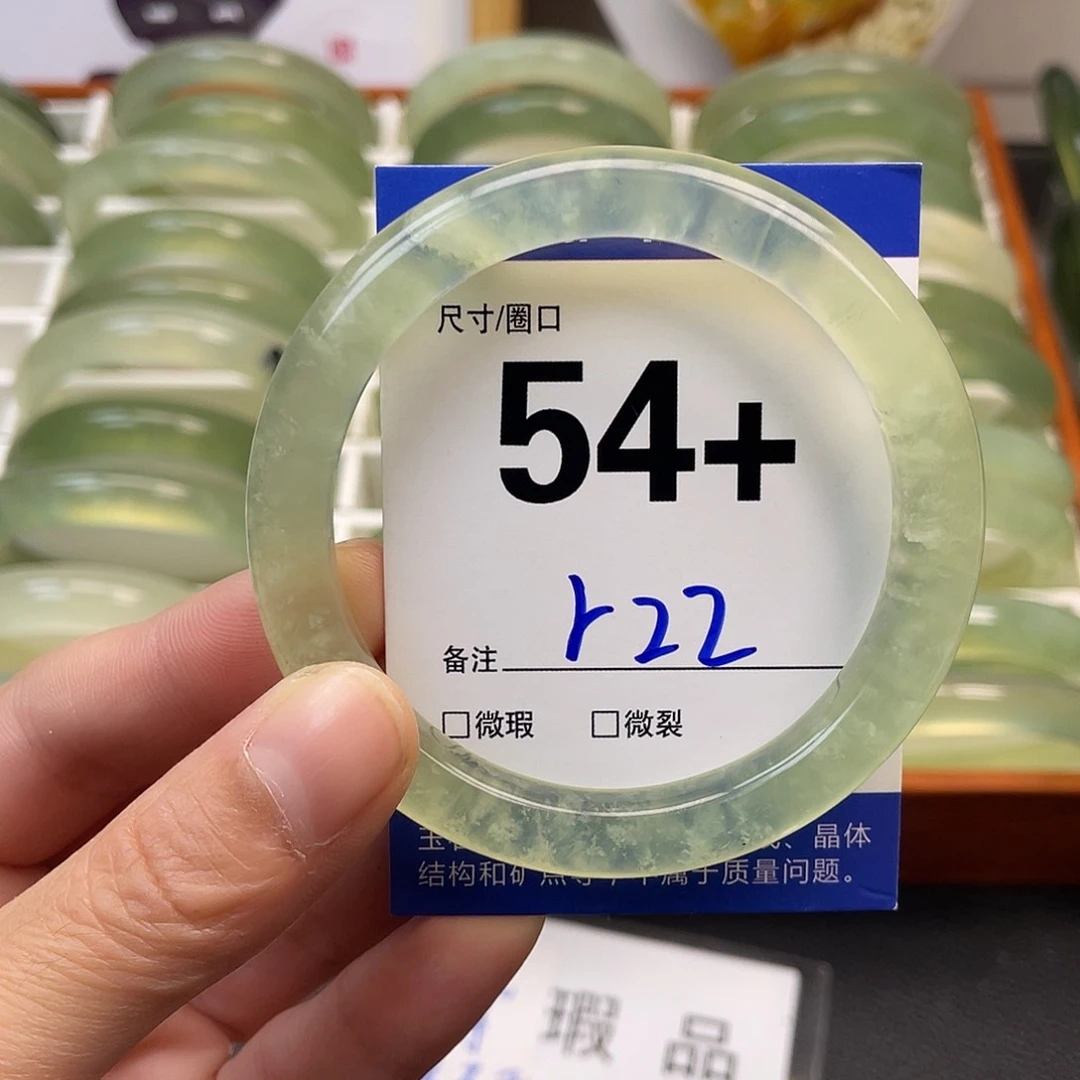 尺寸/圈口
54+
r22
备注
□微瑕 □微裂
、晶体
结构和矿点等,不属于质量问题。
瑕 品